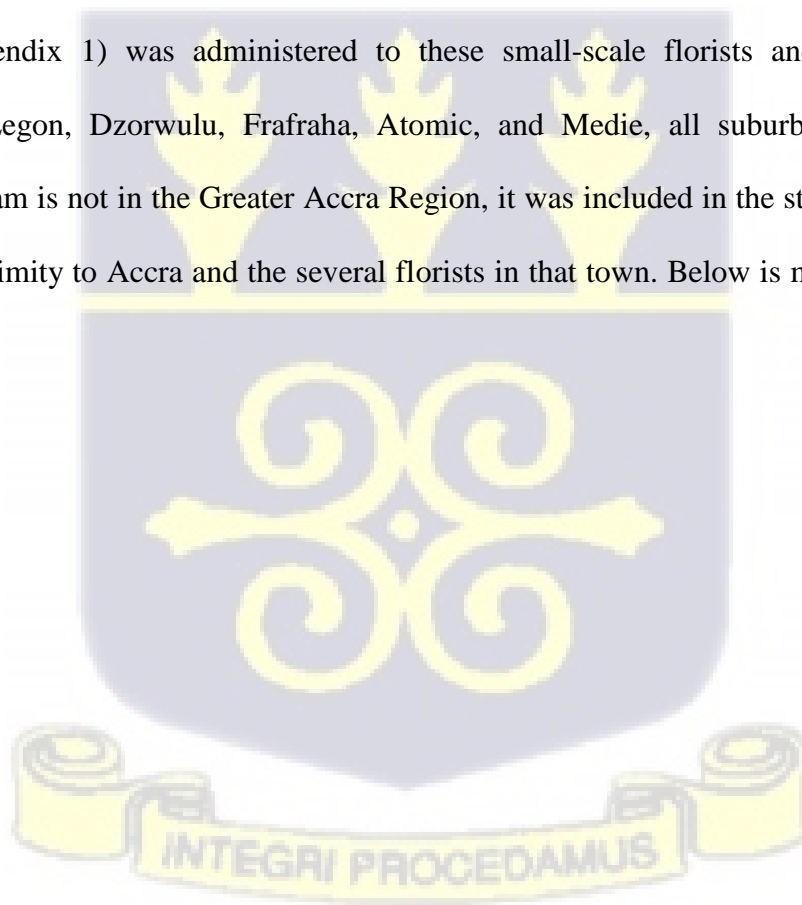 endix 1) was administered to these small-scale florists and
egon, Dzorwulu, Frafraha, Atomic, and Medie, all suburb
am is not in the Greater Accra Region, it was included in the st
imity to Accra and the several florists in that town. Below is
INTEGRI PROCEDAMUS